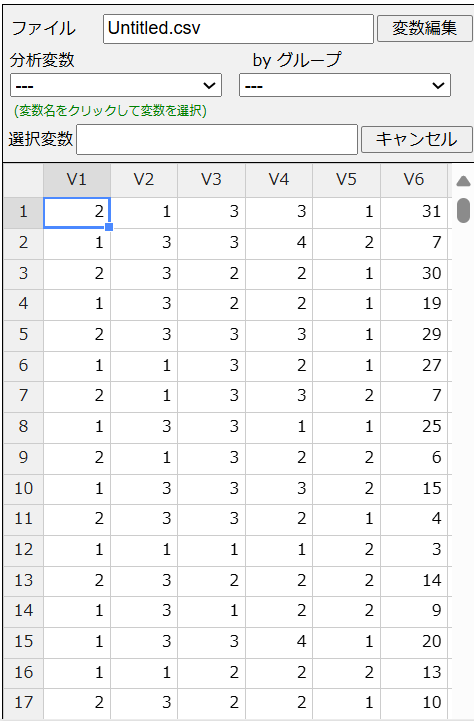 ファイル Untitled.csv 変数編集
分析変数 by グループ
--- ---
(変数名をクリックして変数を選択)
選択変数 キャンセル
V1 V2 V3 V4 V5 V6
1 2 1 3 3 1 31
2 1 3 3 4 2 7
3 2 3 2 2 1 30
4 1 3 2 2 1 19
5 2 3 3 3 1 29
6 1 1 3 2 1 27
7 2 1 3 3 2 7
8 1 3 3 1 1 25
9 2 1 3 2 2 6
10 1 3 3 3 2 15
11 2 3 3 2 1 4
12 1 1 1 1 2 3
13 2 3 2 2 2 14
14 1 3 1 2 2 9
15 1 3 3 4 1 20
16 1 1 2 2 2 13
17 2 3 2 2 1 10